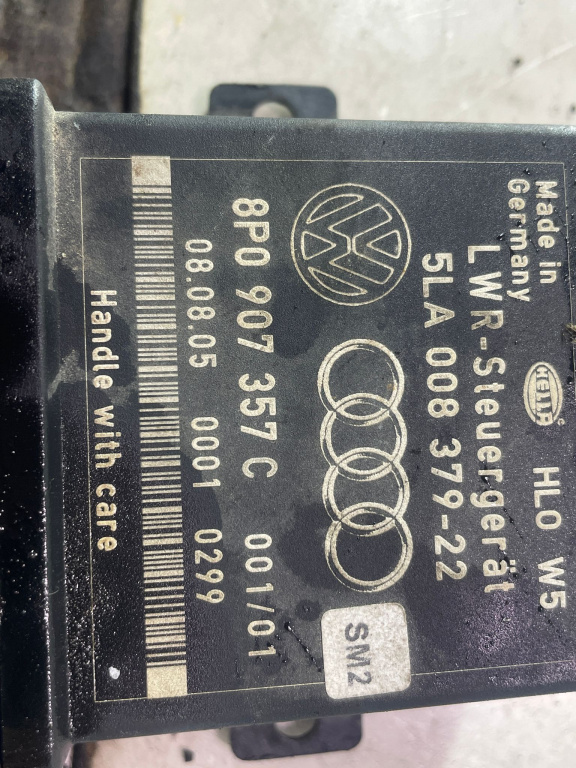 Made in
Germany
HELLA
HLO W5
LWR-Steuergerät
5LA 008 379-22
VW
SM2
8P0 907 357 C 001/01
08.08.05 0001 0299
Handle with care